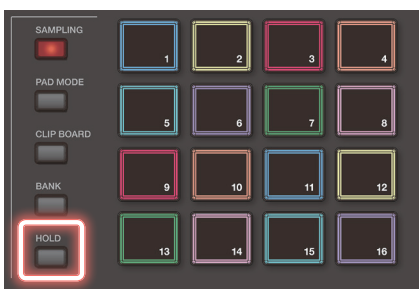 SAMPLING
1 2 3 4
PAD MODE
5 6 7 8
CLIP BOARD
BANK
9 10 11 12
HOLD
13 14 15 16